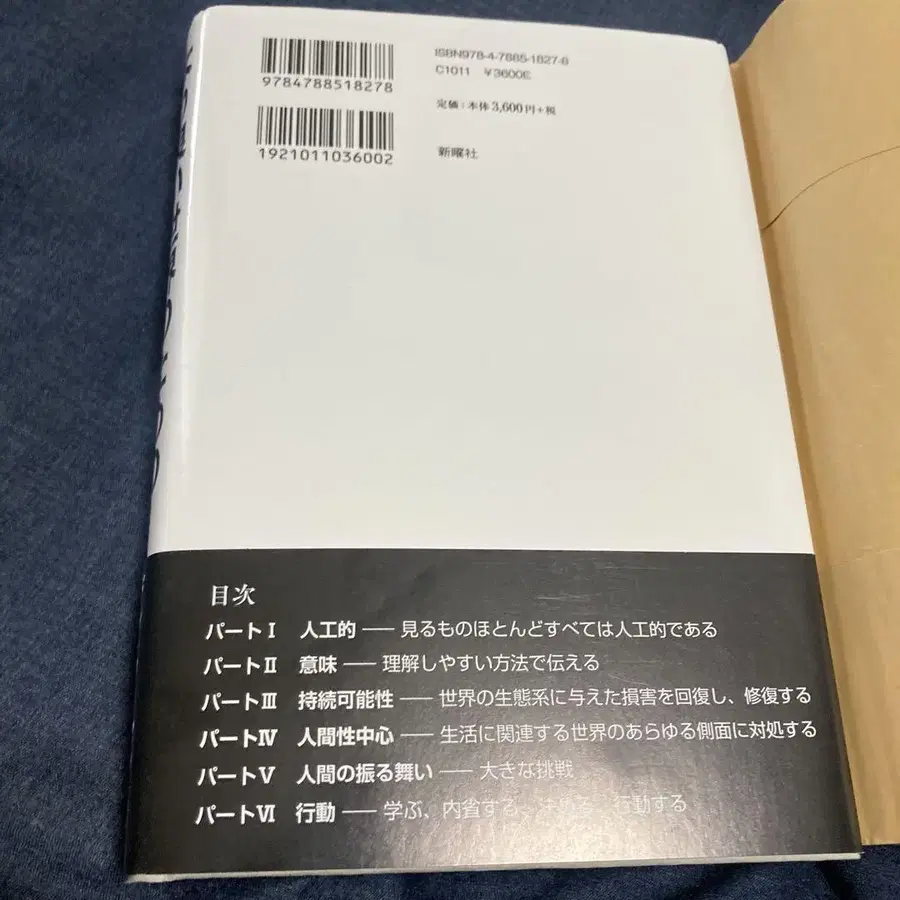 ISBN978-4-7885-1827-8
C1011 ¥3600E
9784788518278
定価：本体3,600円+税
1921011036002
新曜社
目次
パートⅠ 人工的 ── 見るものほとんどすべては人工的である
パートⅡ 意味 ── 理解しやすい方法で伝える
パートⅢ 持続可能性 ── 世界の生態系に与えた損害を回復し、修復する
パートⅣ 人間性中心 ── 生活に関連する世界のあらゆる側面に対処する
パートⅤ 人間の振る舞い ── 大きな挑戦
パートⅥ 行動 ── 学ぶ、内省する、行動する